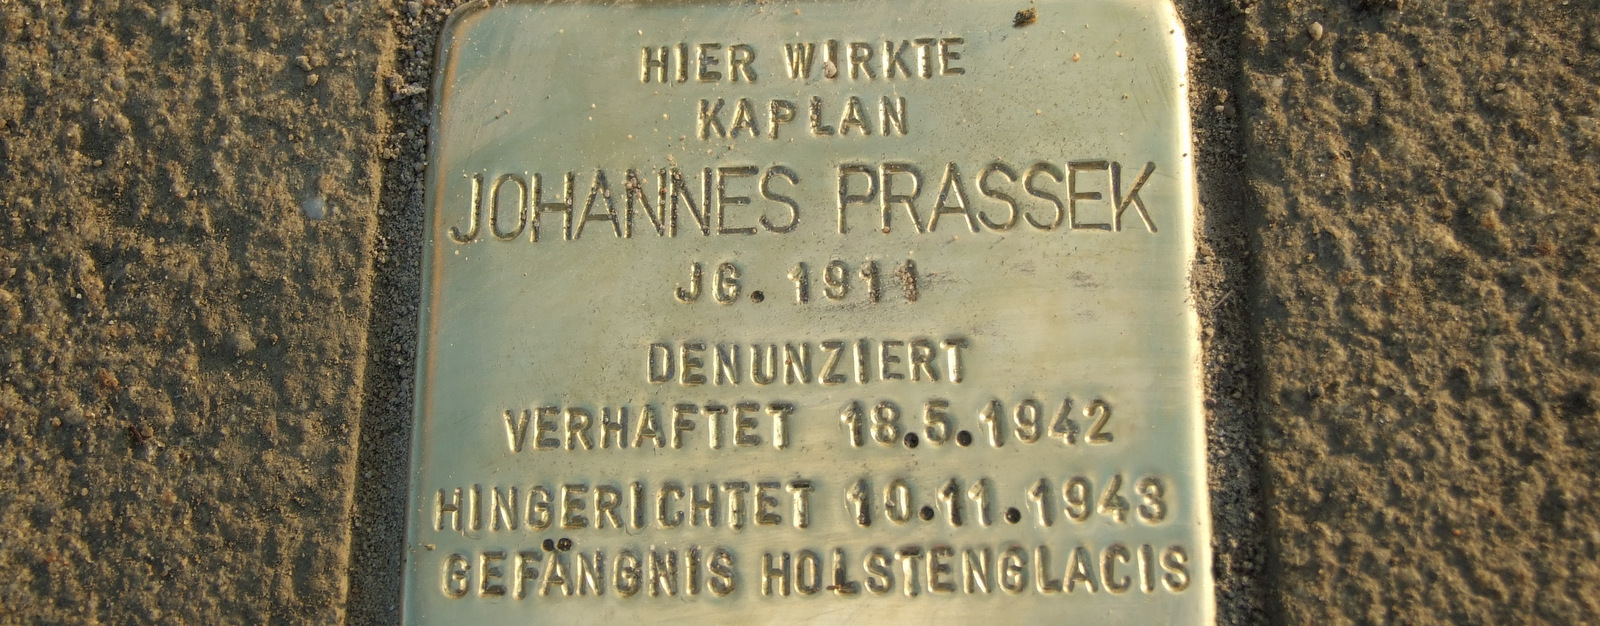 HIER WIRKTE
KAPLAN
JOHANNES PRASSEK
JG. 1911
DENUNZIERT
VERHAFTET 18.5.1942
HINGERICHTET 10.11.1943
GEFÄNGNIS HOLSTENGLACIS